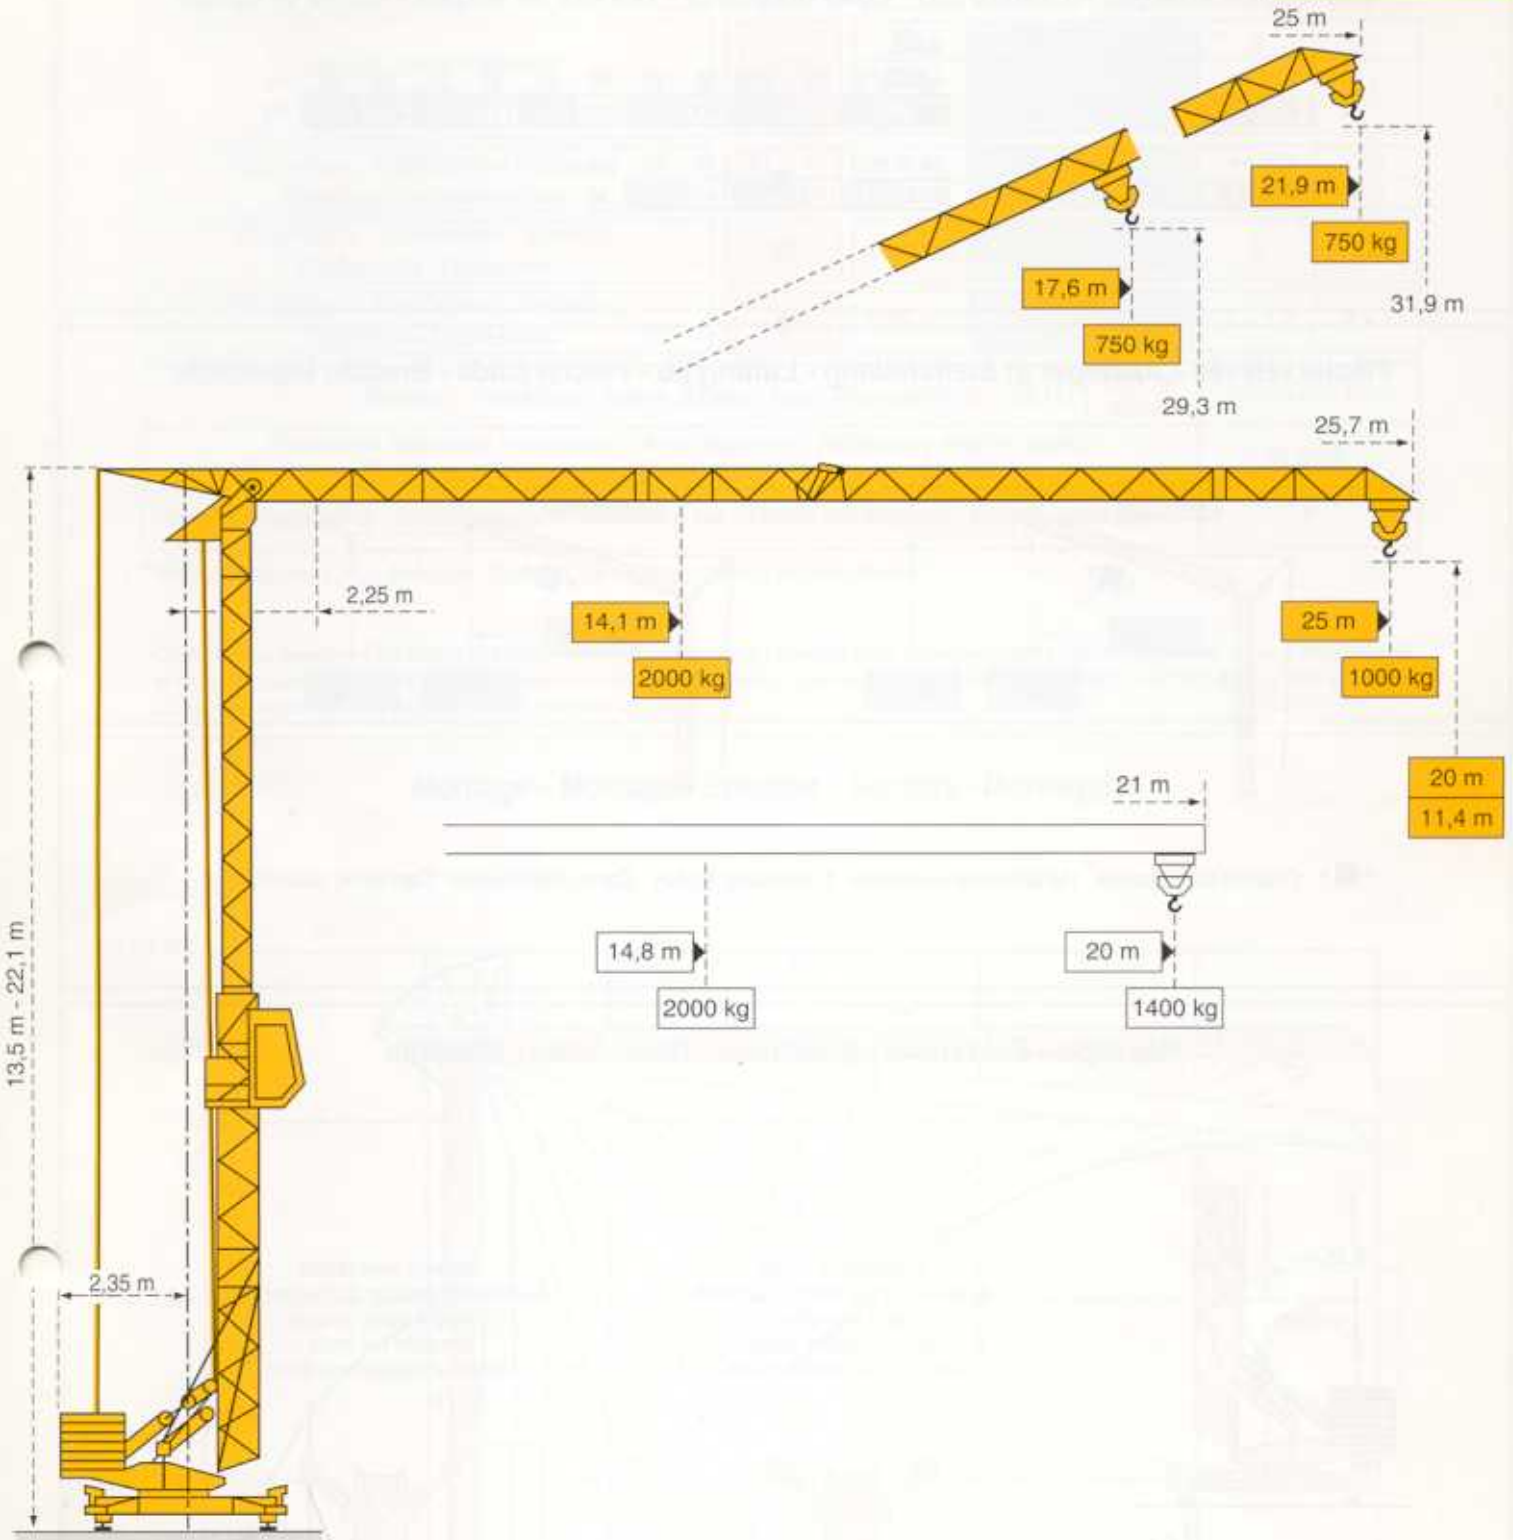 25 m
21,9 m
750 kg
31,9 m
17,6 m
750 kg
29,3 m
25,7 m
2,25 m
14,1 m
2000 kg
25 m
1000 kg
20 m
11,4 m
21 m
14,8 m
2000 kg
20 m
1400 kg
13,5 m - 22,1 m
2,35 m